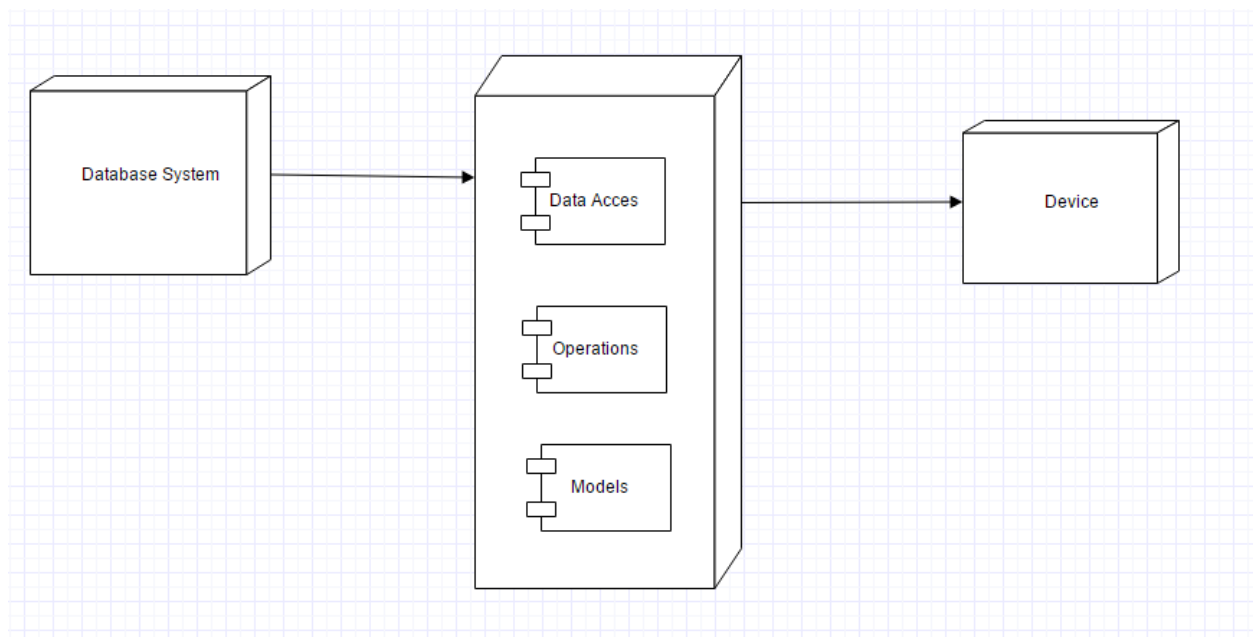 Database System
Data Acces
Operations
Models
Device